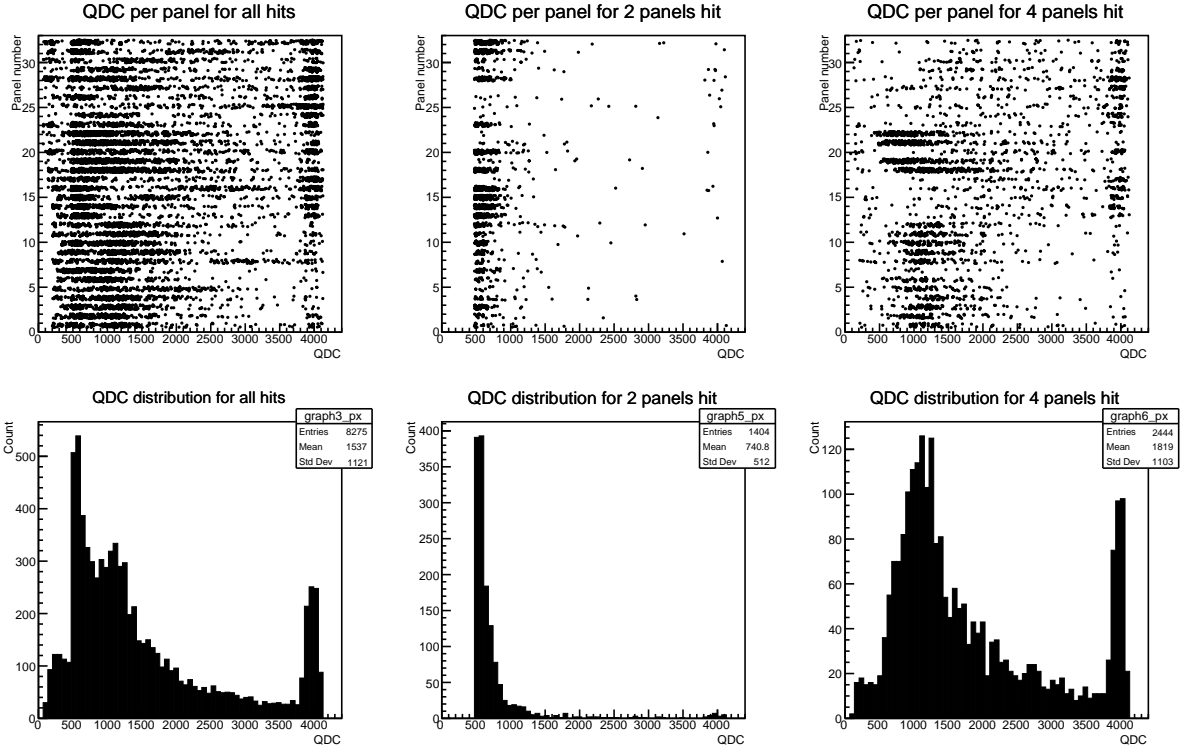 QDC per panel for all hits
Panel number
30
25
20
15
10
5
0
0 500 1000 1500 2000 2500 3000 3500 4000
QDC
QDC per panel for 2 panels hit
Panel number
30
25
20
15
10
5
0
0 500 1000 1500 2000 2500 3000 3500 4000
QDC
QDC per panel for 4 panels hit
Panel number
30
25
20
15
10
5
0
0 500 1000 1500 2000 2500 3000 3500 4000
QDC
QDC distribution for all hits
graph3_px
Entries 8275
Mean 1537
Std Dev 1121
Count
500
400
300
200
100
0
0 500 1000 1500 2000 2500 3000 3500 4000
QDC
QDC distribution for 2 panels hit
graph5_px
Entries 1404
Mean 740.8
Std Dev 512
Count
400
350
300
250
200
150
100
50
0
0 500 1000 1500 2000 2500 3000 3500 4000
QDC
QDC distribution for 4 panels hit
graph6_px
Entries 2444
Mean 1819
Std Dev 1103
Count
120
100
80
60
40
20
0
0 500 1000 1500 2000 2500 3000 3500 4000
QDC